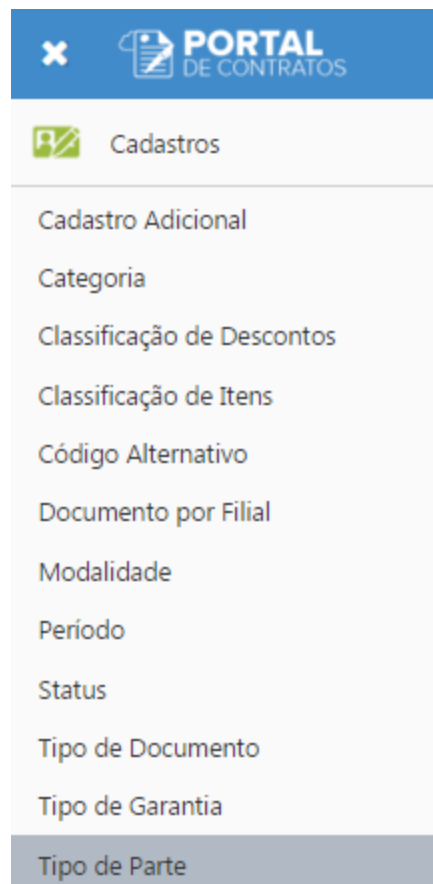 PORTAL
DE CONTRATOS
Cadastros
Cadastro Adicional
Categoria
Classificação de Descontos
Classificação de Itens
Código Alternativo
Documento por Filial
Modalidade
Período
Status
Tipo de Documento
Tipo de Garantia
Tipo de Parte